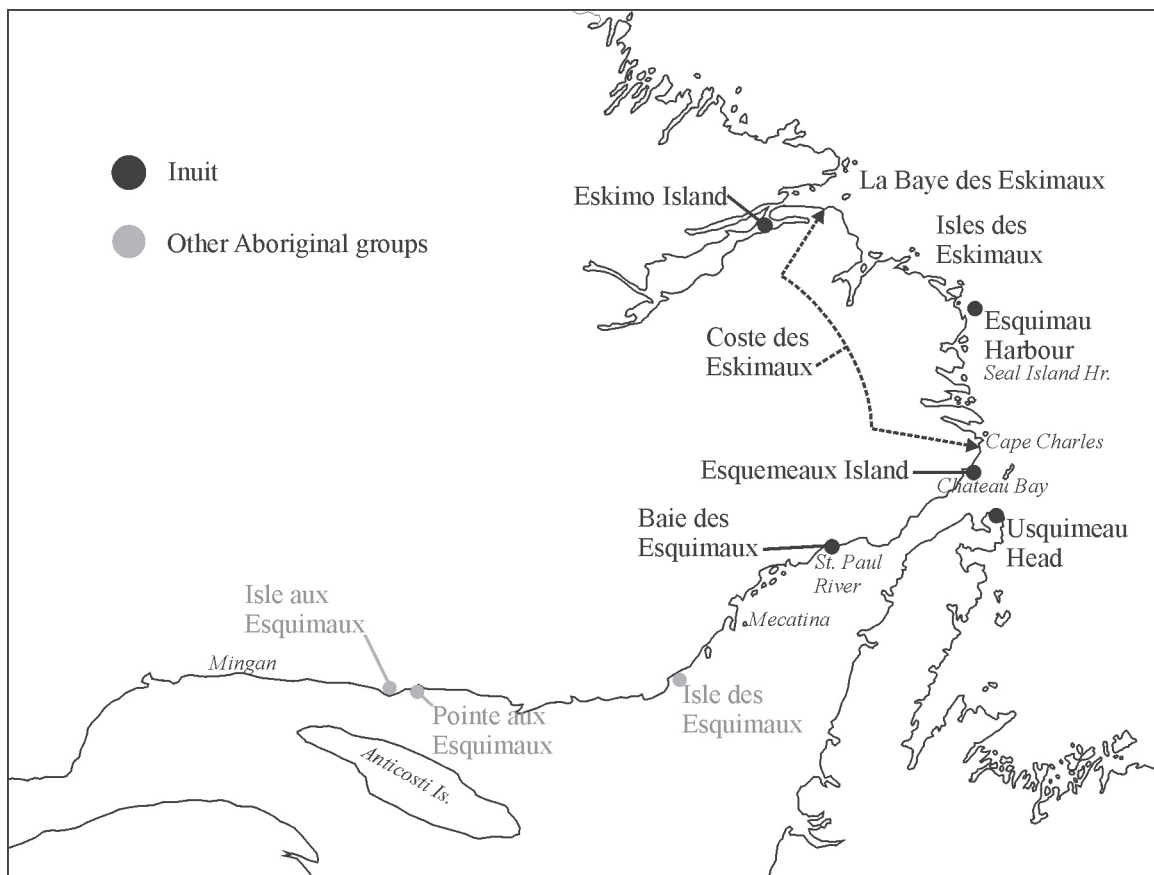 Inuit
Other Aboriginal groups
La Baye des Eskimaux
Eskimo Island
Isles des
Eskimaux
Esquimau
Harbour
Seal Island Hr.
Coste des
Eskimaux
Cape Charles
Esquemeaux Island
Chateau Bay
Baie des
Esquimaux
Usquimeau
Head
St. Paul
River
Isle aux
Esquimaux
Mecatina
Mingan
Isle des
Esquimaux
Pointe aux
Esquimaux
Anticosti Is.